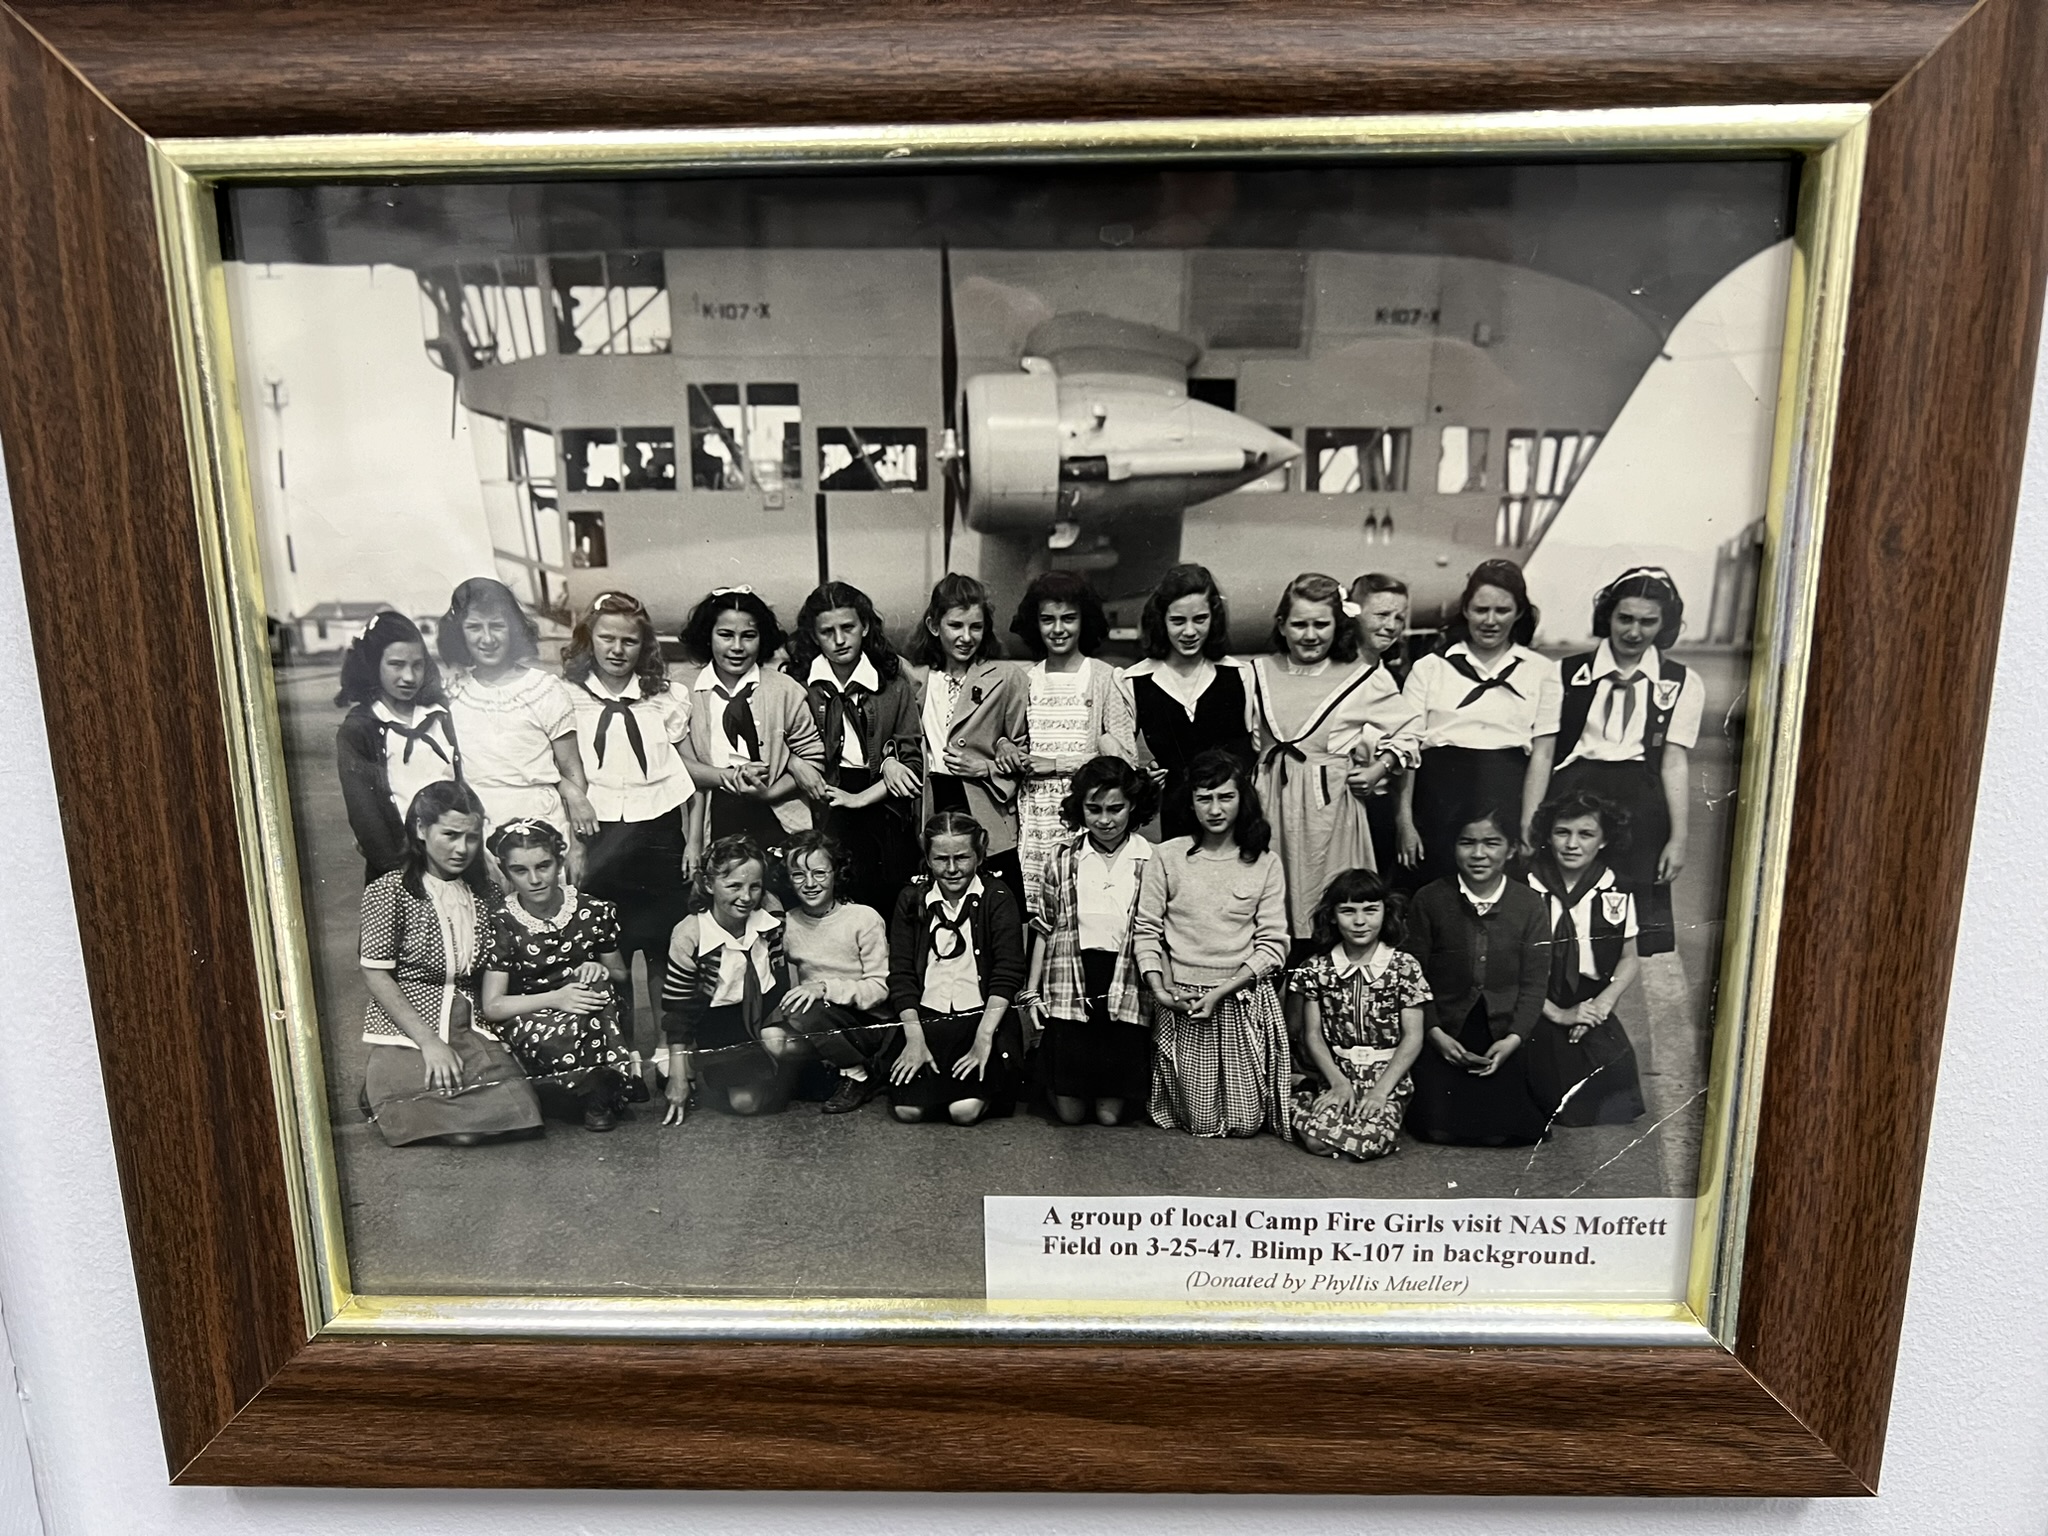 K-107-X
K-107-X
A group of local Camp Fire Girls visit NAS Moffett
Field on 3-25-47. Blimp K-107 in background.
(Donated by Phyllis Mueller)